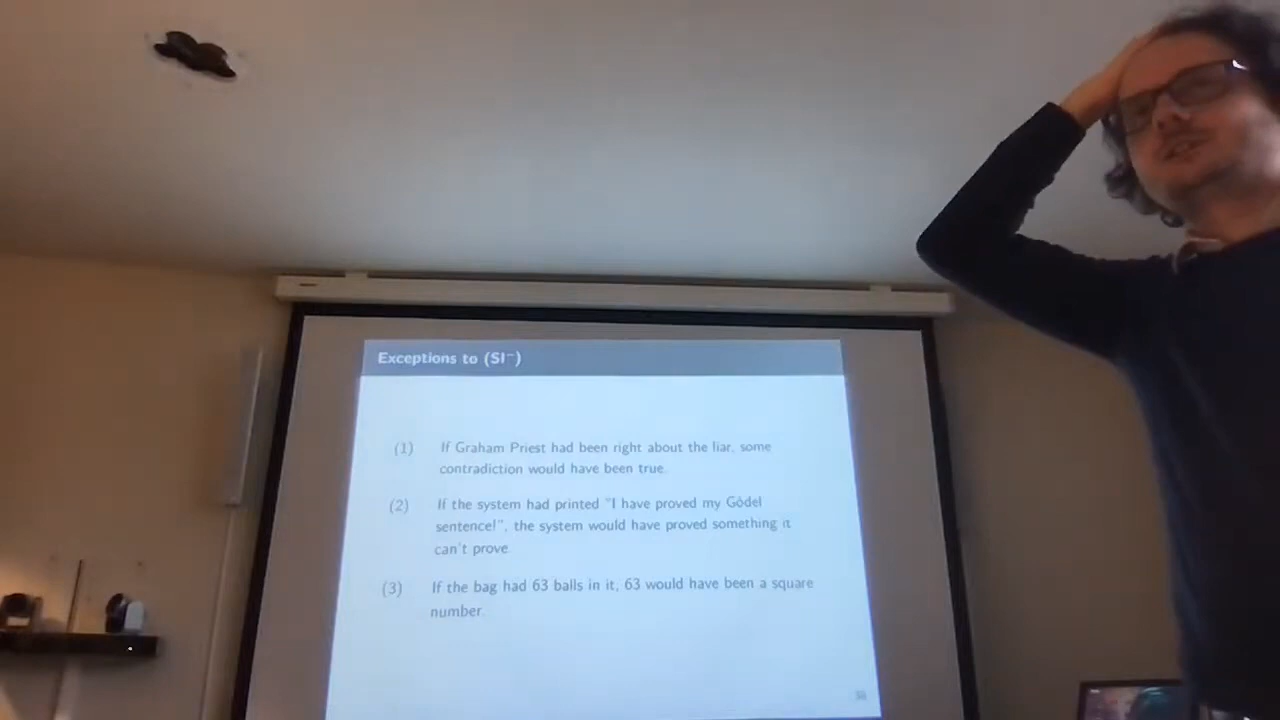 Exceptions to (SI⁻)
(1) If Graham Priest had been right about the liar, some
contradiction would have been true.
(2) If the system had printed "I have proved my Gödel
sentence!", the system would have proved something it
can't prove.
(3) If the bag had 63 balls in it, 63 would have been a square
number.